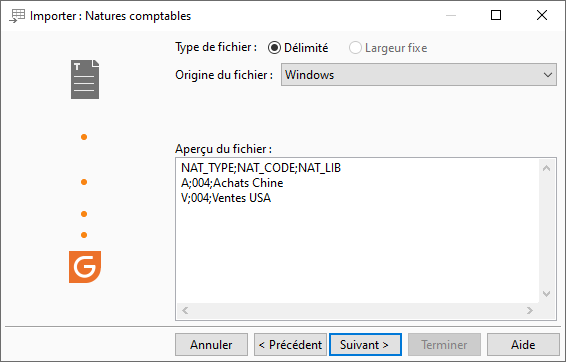 Importer : Natures comptables
Type de fichier : Délimité Largeur fixe
Origine du fichier : Windows
Aperçu du fichier :
NAT_TYPE;NAT_CODE;NAT_LIB
A;004;Achats Chine
V;004;Ventes USA
Annuler < Précédent Suivant > Terminer Aide